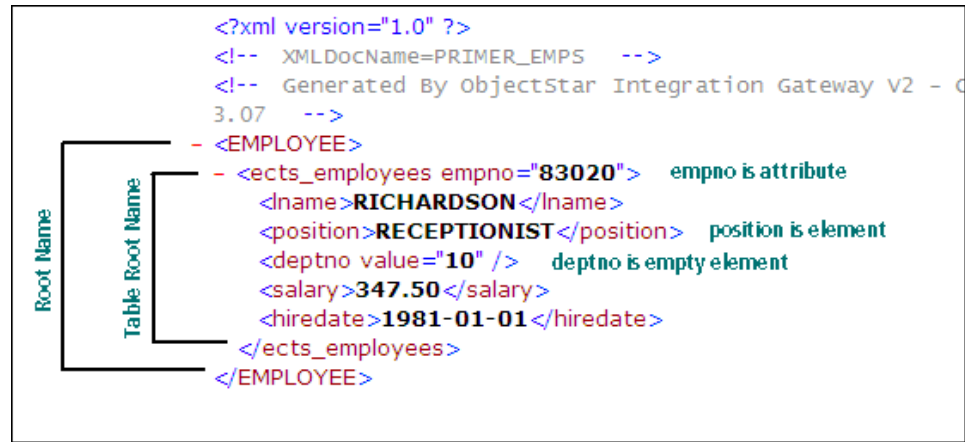 <?xml version="1.0" ?>
<!-- XMLDocName=PRIMER_EMPS -->
<!-- Generated By ObjectStar Integration Gateway V2 -
3.07 -->
- <EMPLOYEE>
- <ects_employees empno="83020"> empno is attribute
<lname>RICHARDSON</lname>
<position>RECEPTIONIST</position> position is element
<deptno value="10" /> deptno is empty element
<salary>347.50</salary>
<hiredate>1981-01-01</hiredate>
</ects_employees>
</EMPLOYEE>
Root Name
Table Root Name